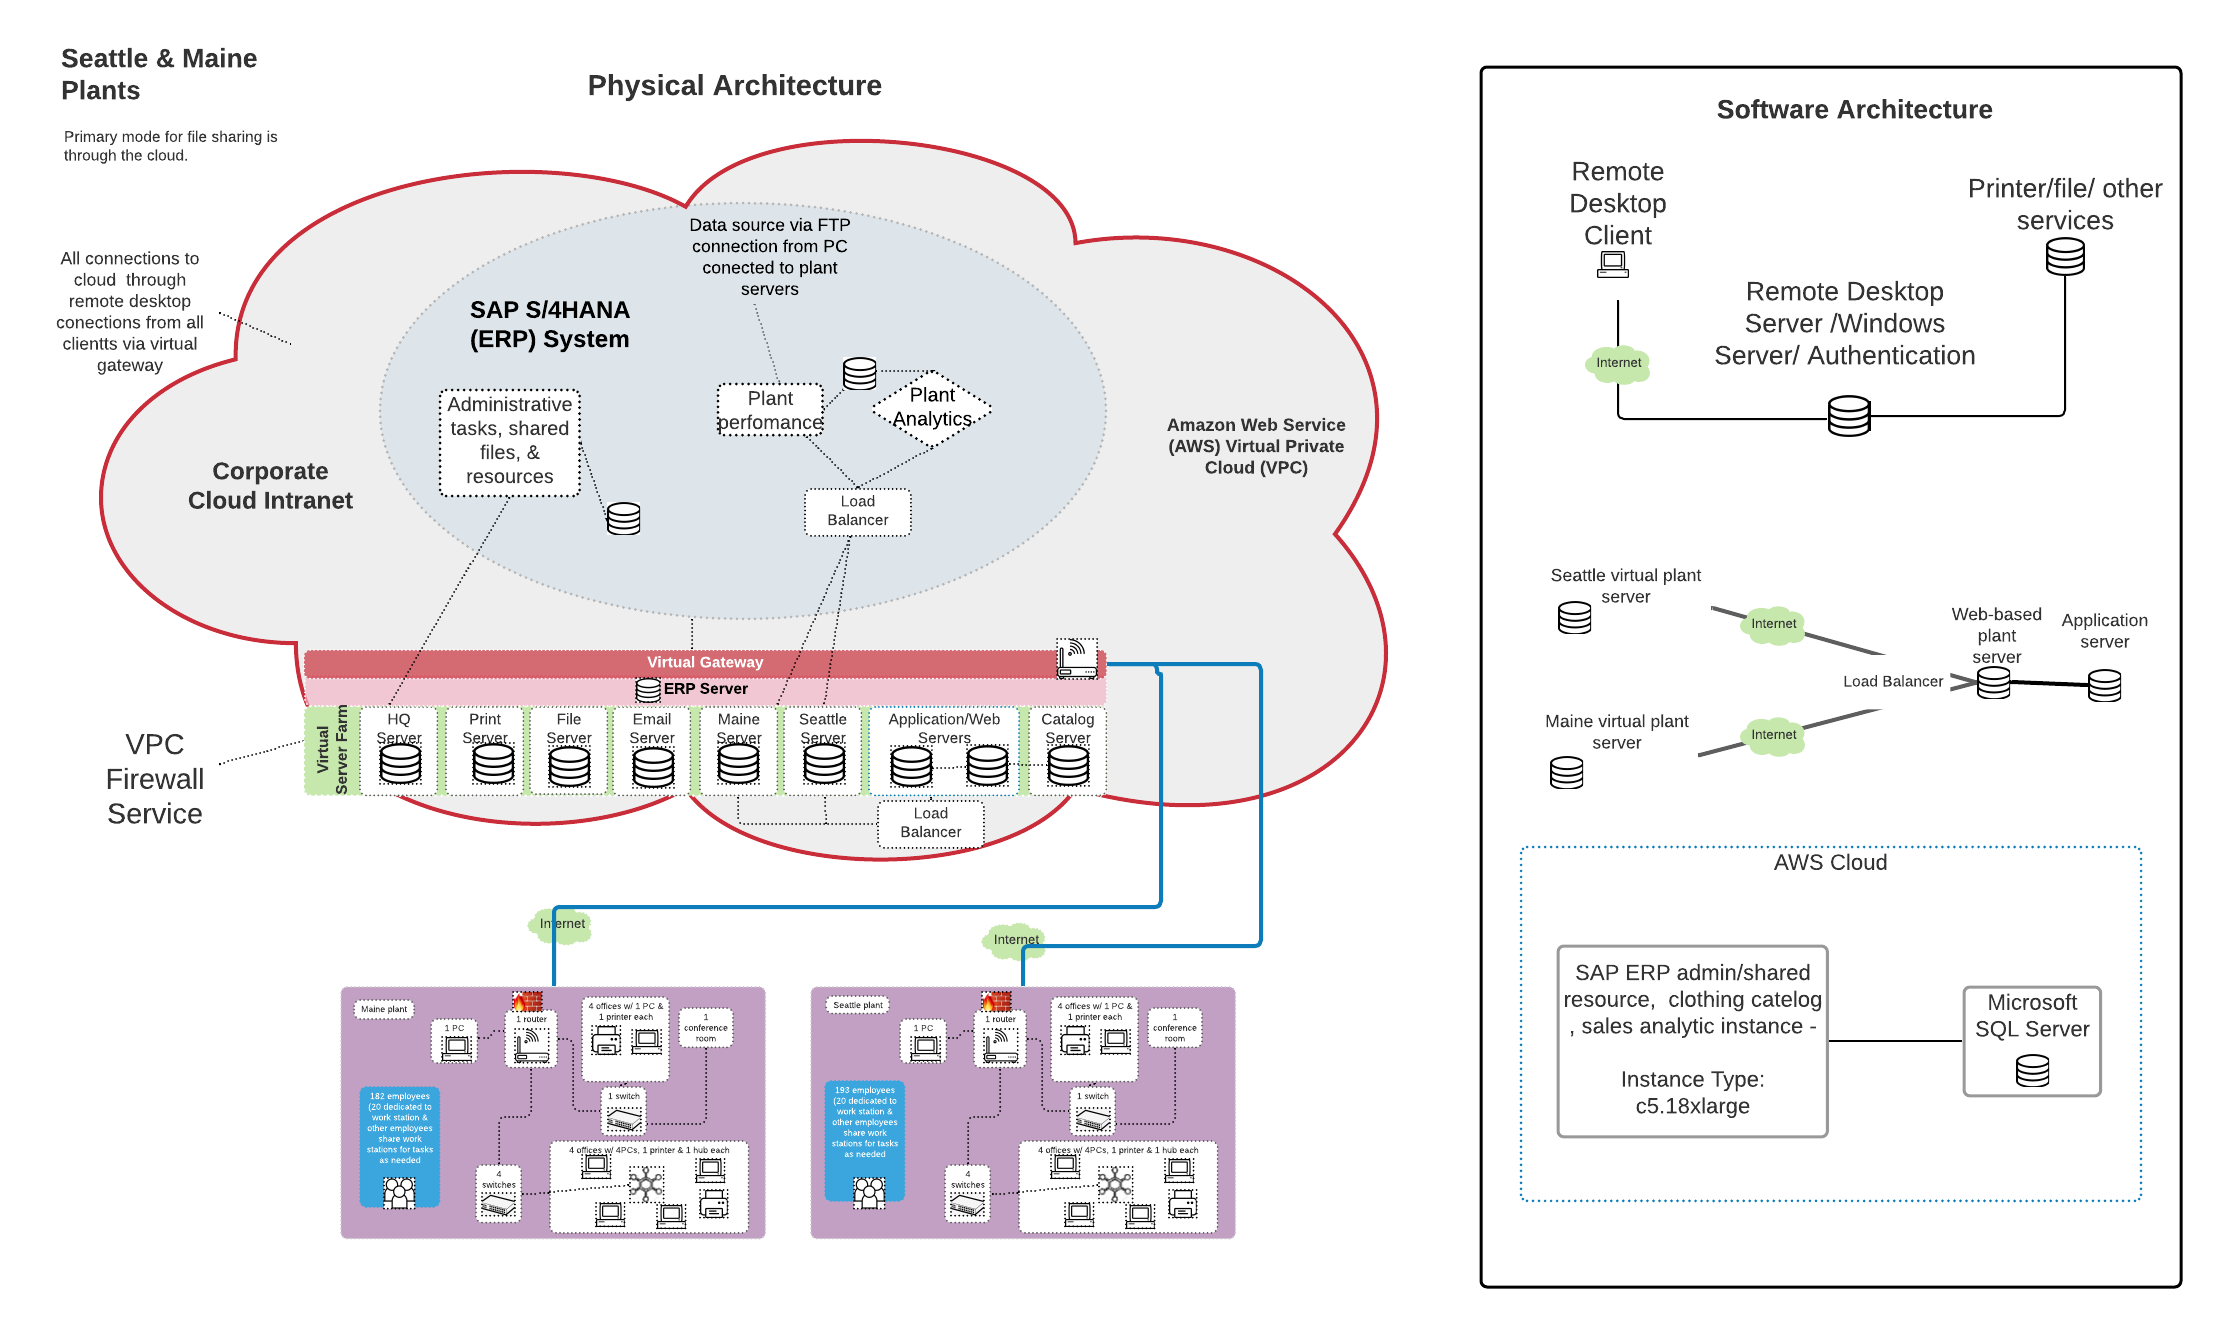 Seattle & Maine
Plants
Primary mode for file sharing is
through the cloud.
Physical Architecture
All connections to
cloud through
remote desktop
conections from all
clientts via virtual
gateway
Data source via FTP
connection from PC
conected to plant
servers
SAP S/4HANA
(ERP) System
Administrative
tasks, shared
files, &
resources
Plant
perfomance
Plant
Analytics
Load
Balancer
Corporate
Cloud Intranet
Amazon Web Service
(AWS) Virtual Private
Cloud (VPC)
Virtual Gateway
ERP Server
VPC
Firewall
Service
Virtual
Server Farm
HQ
Server
Print
Server
File
Server
Email
Server
Maine
Server
Seattle
Server
Application/Web
Servers
Catalog
Server
Load
Balancer
Internet
Internet
Maine plant
1 PC
1 router
4 offices w/ 1 PC &
1 printer each
1
conference
room
182 employees
(20 dedicated to
work station &
other employees
share work
stations for tasks
as needed
1 switch
4
switches
4 offices w/ 4PCs, 1 printer & 1 hub each
Seattle plant
1 PC
1 router
4 offices w/ 1 PC &
1 printer each
1
conference
room
193 employees
(20 dedicated to
work station &
other employees
share work
stations for tasks
as needed
1 switch
4
switches
4 offices w/ 4PCs, 1 printer & 1 hub each
Software Architecture
Remote
Desktop
Client
Printer/file/ other
services
Remote Desktop
Server /Windows
Server/ Authentication
Internet
Seattle virtual plant
server
Internet
Web-based
plant
server
Application
server
Load Balancer
Maine virtual plant
server
Internet
AWS Cloud
SAP ERP admin/shared
resource, clothing catelog
, sales analytic instance -
Instance Type:
c5.18xlarge
Microsoft
SQL Server